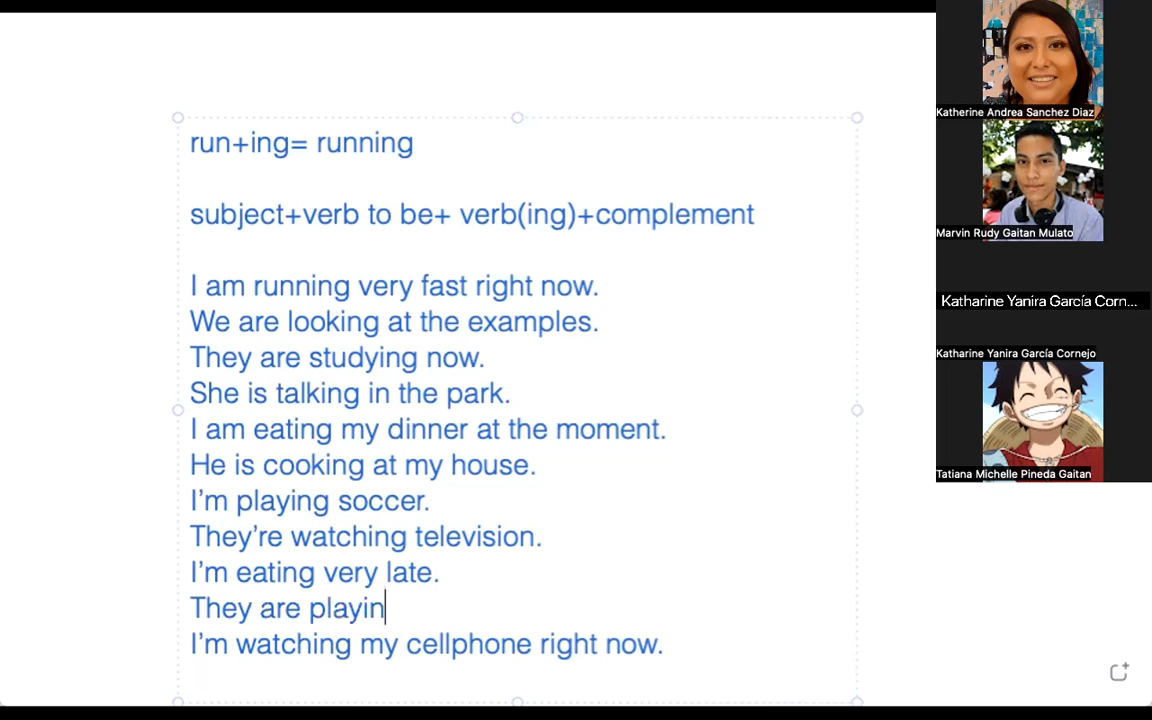 run+ing= running
subject+verb to be+ verb(ing)+complement
I am running very fast right now.
We are looking at the examples.
They are studying now.
She is talking in the park.
I am eating my dinner at the moment.
He is cooking at my house.
I'm playing soccer.
They're watching television.
I'm eating very late.
They are playin
I'm watching my cellphone right now.
Katherine Andrea Sanchez Diaz
Marvin Rudy Gaitan Mulato
Katharine Yanira García Corn...
Katharine Yanira García Cornejo
Tatiana Michelle Pineda Gaitan